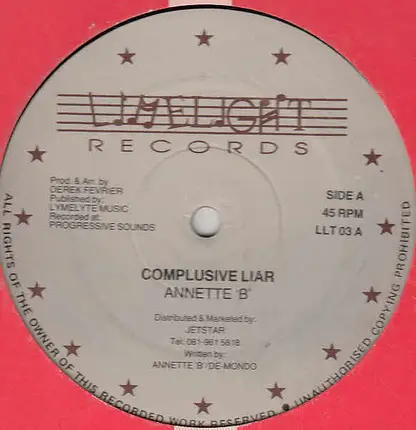 LIMELIGHT
RECORDS
Prod. & Arr. by
DEREK FEVRIER
Published by:
LYMELYTE MUSIC
Recorded at:
PROGRESSIVE SOUNDS
SIDE A
45 RPM
LLT 03 A
COMPLUSIVE LIAR
ANNETTE 'B'
Distributed & Marketed by:
JETSTAR
Tel: 081-961 5818
Written by:
ANNETTE 'B'/DE-MONDO
ALL RIGHTS OF THE OWNER OF THIS RECORDED WORK RESERVED ● UNAUTHORISED COPYING PROHIBITED